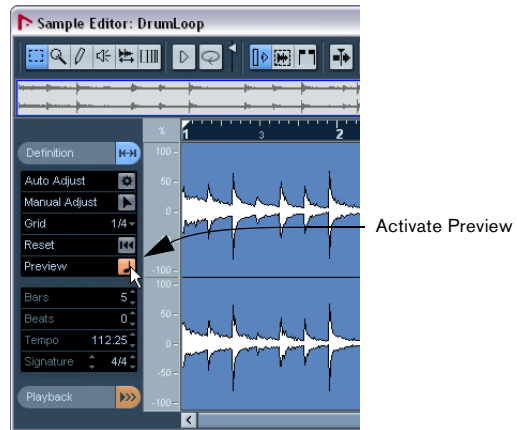 Sample Editor: DrumLoop
%
1
3
2
Definition
Auto Adjust
Manual Adjust
Grid 1/4
Reset
Preview
Bars 5
Beats 0
Tempo 112.25
Signature 4/4
Playback
100
50
0
-100
100
50
0
-50
-100
Activate Preview